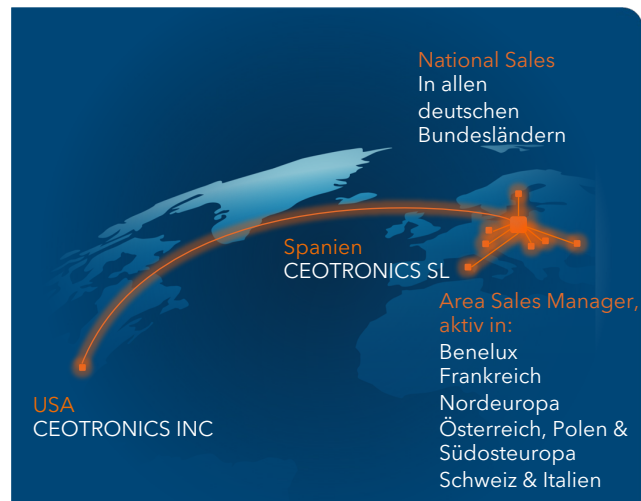 National Sales
In allen
deutschen
Bundesländern
Spanien
CEOTRONICS SL
Area Sales Manager,
aktiv in:
Benelux
Frankreich
Nordeuropa
Österreich, Polen &
Südosteuropa
Schweiz & Italien
USA
CEOTRONICS INC